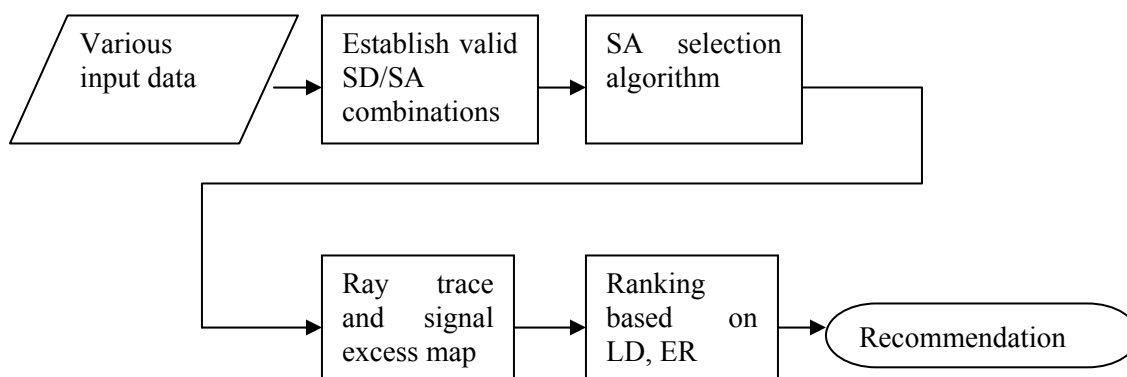 Various
input data
Establish valid
SD/SA
combinations
SA selection
algorithm
Ray trace
and signal
excess map
Ranking
based on
LD, ER
Recommendation